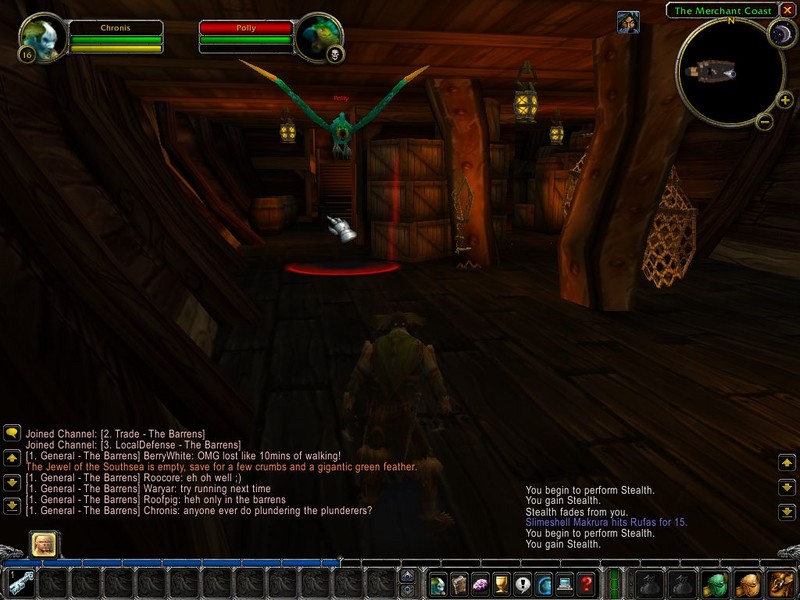 Chronis
Polly
The Merchant Coast
N
16
Polly
Joined Channel: [2. Trade - The Barrens]
Joined Channel: [3. LocalDefense - The Barrens]
[1. General - The Barrens] BerryWhite: OMG lost like 10mins of walking!
The Jewel of the Southsea is empty, save for a few crumbs and a gigantic green feather.
[1. General - The Barrens] Roocore: eh oh well ;)
[1. General - The Barrens] Waryar: try running next time
[1. General - The Barrens] Roofpig: heh only in the barrens
[1. General - The Barrens] Chronis: anyone ever do plundering the plunderers?
You begin to perform Stealth.
You gain Stealth.
Stealth fades from you.
Slimeshell Makrura hits Rufas for 15.
You begin to perform Stealth.
You gain Stealth.